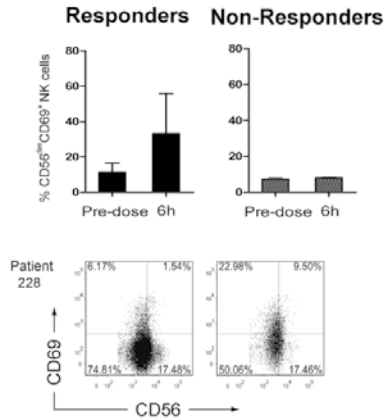 Responders Non-Responders
% CD56dimCD69+ NK cells
80 80
60 60
40 40
20 20
0 0
Pre-dose 6h Pre-dose 6h
Patient
228
6.17% 1.54% 22.98% 9.50%
74.81% 17.48% 50.06% 17.46%
CD69
CD56